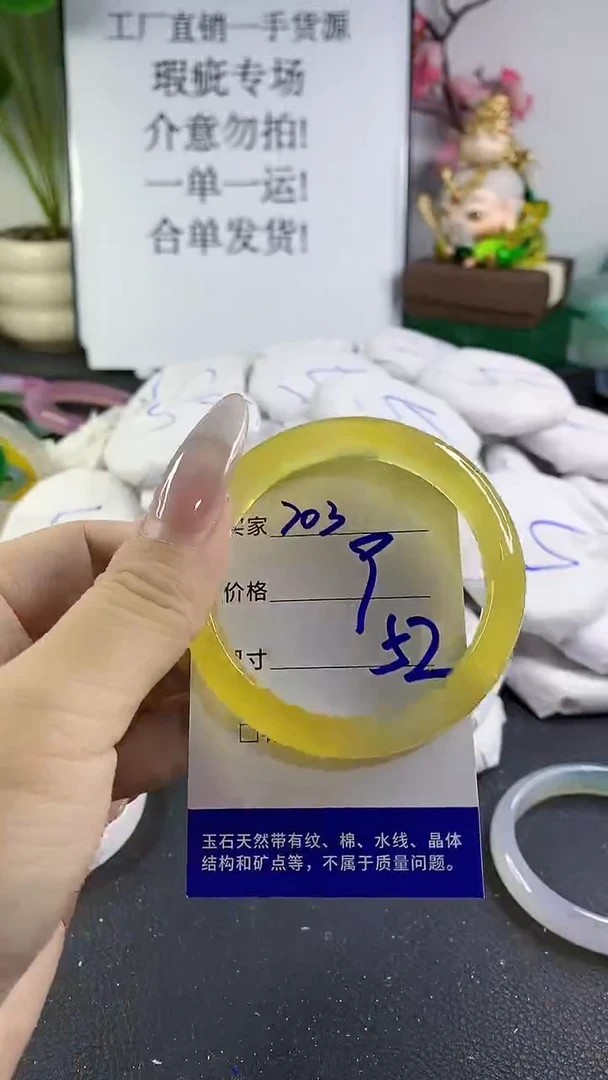 工厂直销一手货源
瑕疵专场
介意勿拍!
一单一运!
合单发货!
买家 203
价格 9
寸 52
玉石天然带有纹、棉、水线、晶体
结构和矿点等，不属于质量问题。